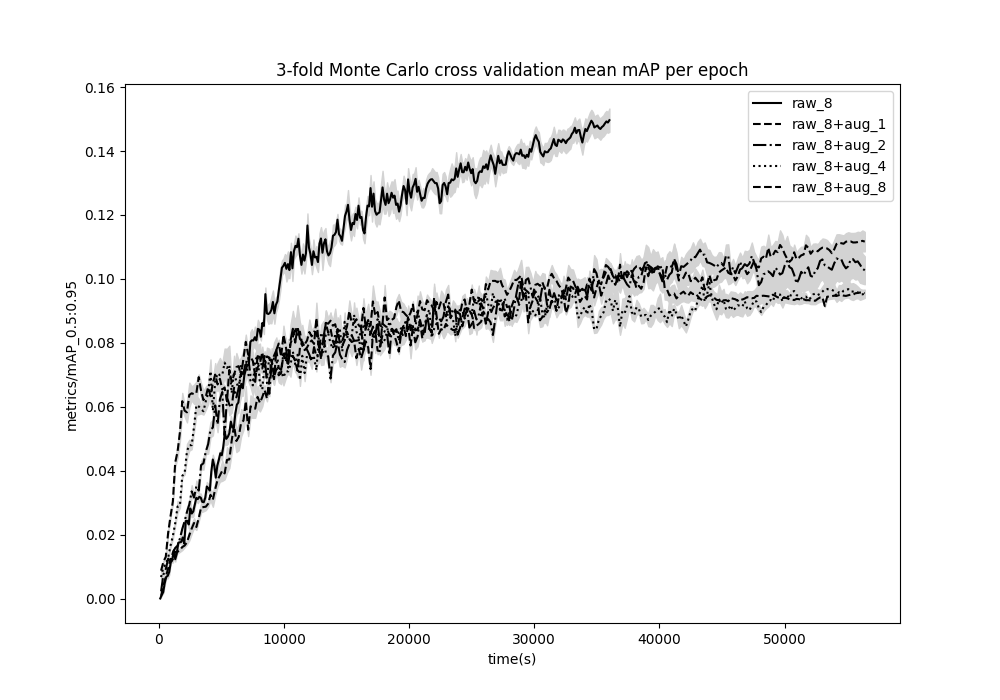 3-fold Monte Carlo cross validation mean mAP per epoch
0.16
0.14
0.12
0.10
0.08
0.06
0.04
0.02
0.00
metrics/mAP_0.5:0.95
raw_8
raw_8+aug_1
raw_8+aug_2
raw_8+aug_4
raw_8+aug_8
0 10000 20000 30000 40000 50000
time(s)